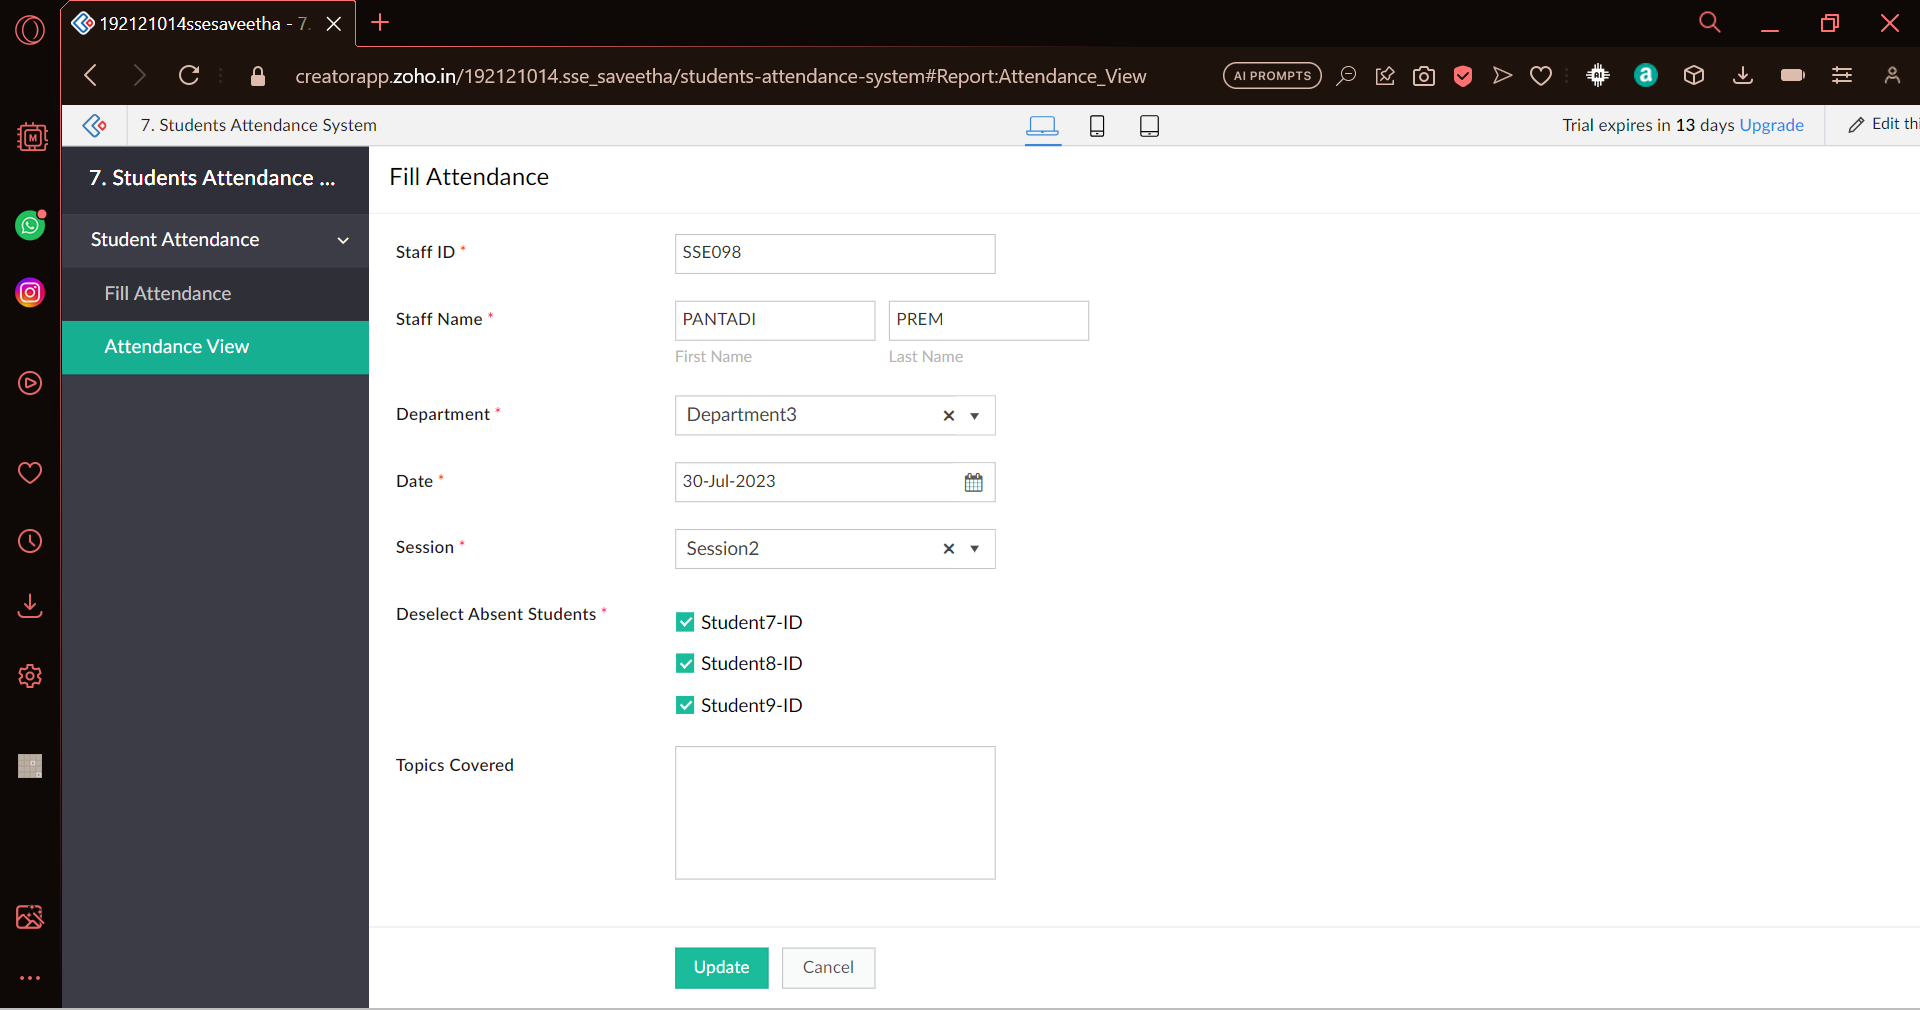 192121014ssesaveetha - 7.
creatorapp.zoho.in/192121014.sse_saveetha/students-attendance-system#Report:Attendance_View
AI PROMPTS
7. Students Attendance System
Trial expires in 13 days Upgrade
Edit thi
7. Students Attendance ...
Student Attendance
Fill Attendance
Attendance View
Fill Attendance
Staff ID *
SSE098
Staff Name *
PANTADI
PREM
First Name
Last Name
Department *
Department3
Date *
30-Jul-2023
Session *
Session2
Deselect Absent Students *
Student7-ID
Student8-ID
Student9-ID
Topics Covered
Update
Cancel